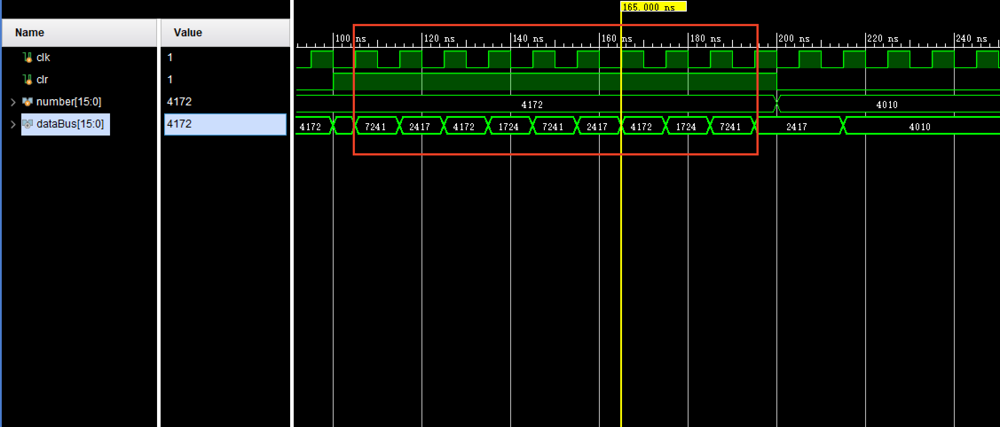 165.000 ns
Name Value
100 ns 120 ns 140 ns 160 ns 180 ns 200 ns 220 ns 240 ns
clk 1
clr 1
number[15:0] 4172 4172 4010
dataBus[15:0] 4172 4172 7241 2417 4172 1724 7241 2417 4172 1724 7241 2417 4010